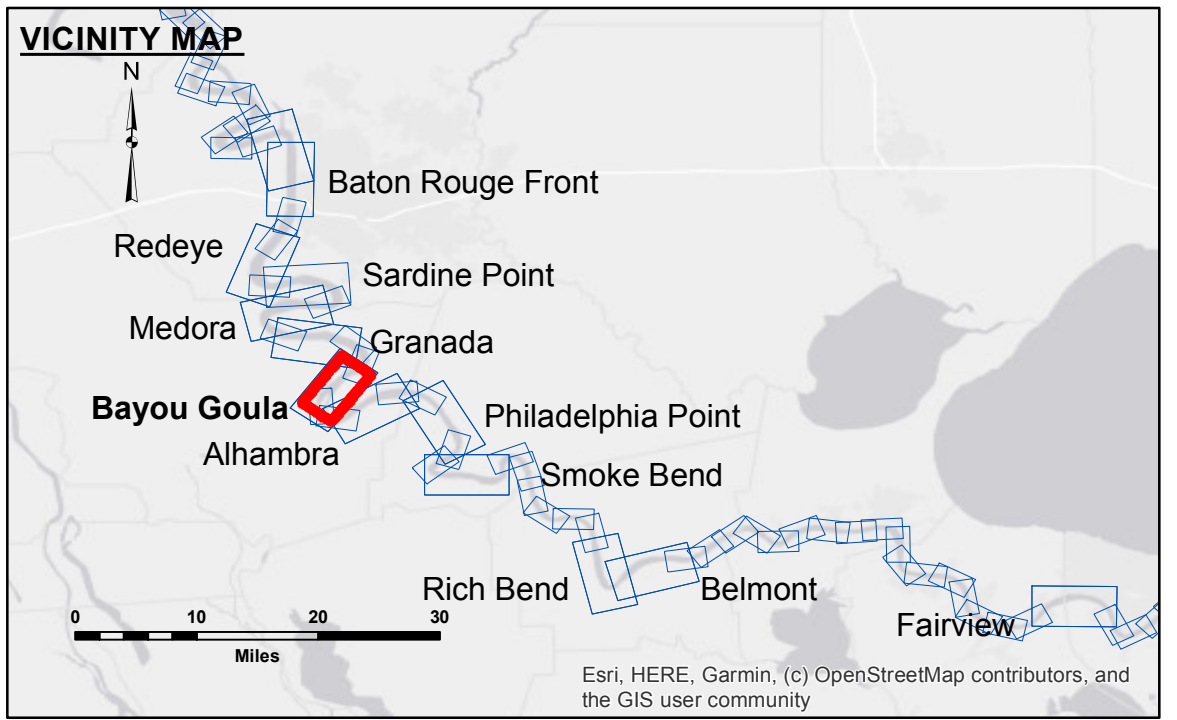 VICINITY MAP
N
Baton Rouge Front
Redeye
Sardine Point
Medora
Granada
Bayou Goula
Philadelphia Point
Alhambra
Smoke Bend
Rich Bend
Belmont
Fairview
0 10 20 30
Miles
Esri, HERE, Garmin, (c) OpenStreetMap contributors, and
the GIS user community